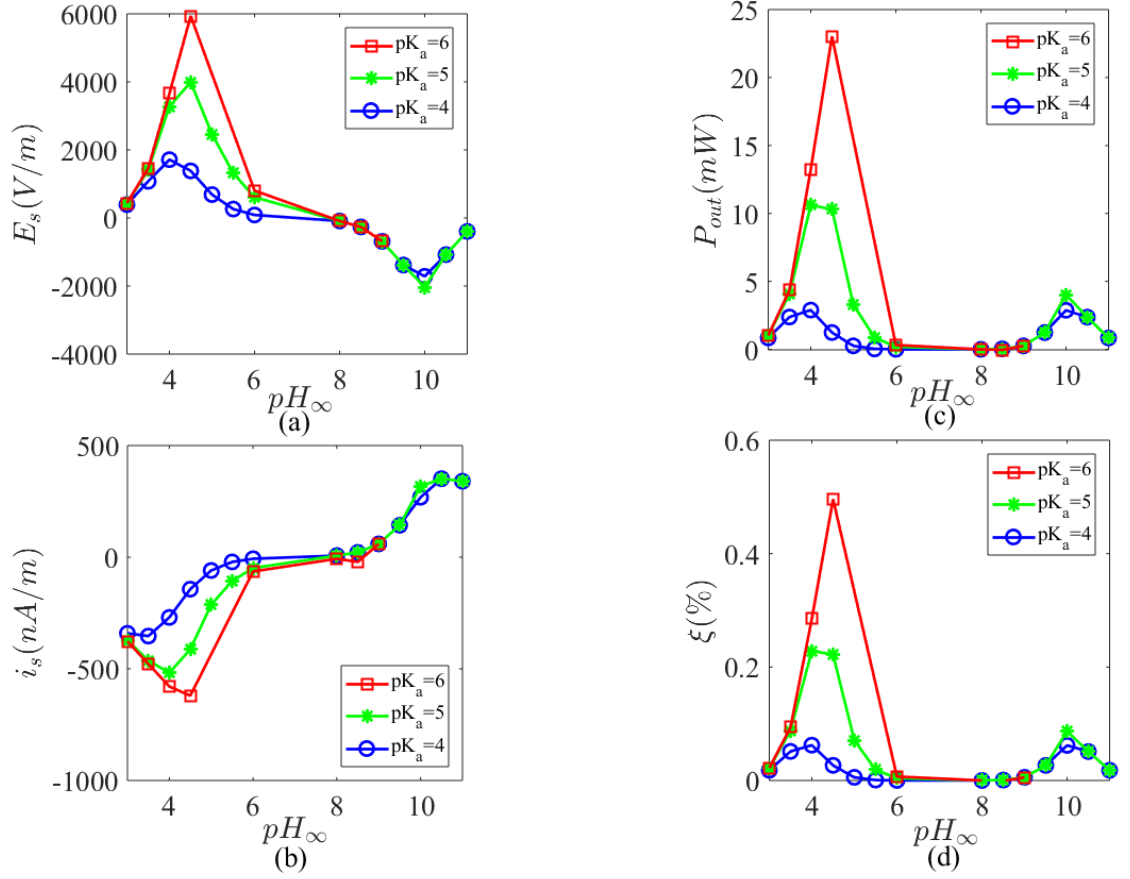 6000
4000
2000
0
-2000
-4000
E_s(V/m)
4 6 8 10
pH_∞
(a)
pK_a=6
pK_a=5
pK_a=4
25
20
15
10
5
0
P_out(mW)
4 6 8 10
pH_∞
(c)
pK_a=6
pK_a=5
pK_a=4
500
0
-500
-1000
i_s(nA/m)
4 6 8 10
pH_∞
(b)
pK_a=6
pK_a=5
pK_a=4
0.6
0.4
0.2
0
ξ(%)
4 6 8 10
pH_∞
(d)
pK_a=6
pK_a=5
pK_a=4